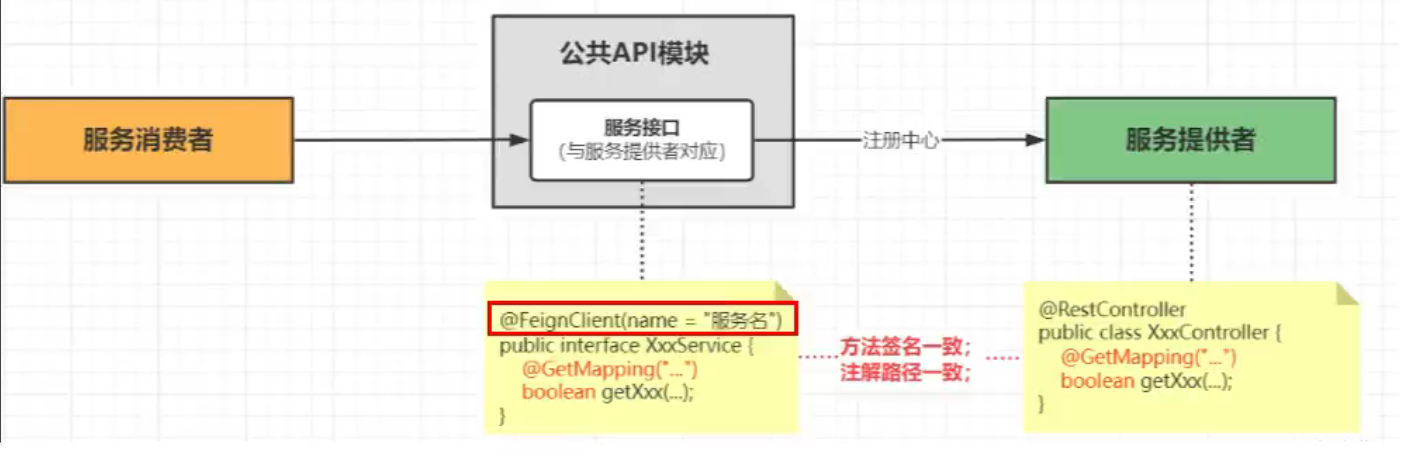 公共API模块
服务消费者
服务接口
(与服务提供者对应)
注册中心
服务提供者
@FeignClient(name = "服务名")
public interface XxxService {
@GetMapping("...")
boolean getXxx(...);
}
方法签名一致;
注解路径一致;
@RestController
public class XxxController {
@GetMapping("...")
boolean getXxx(...);
}